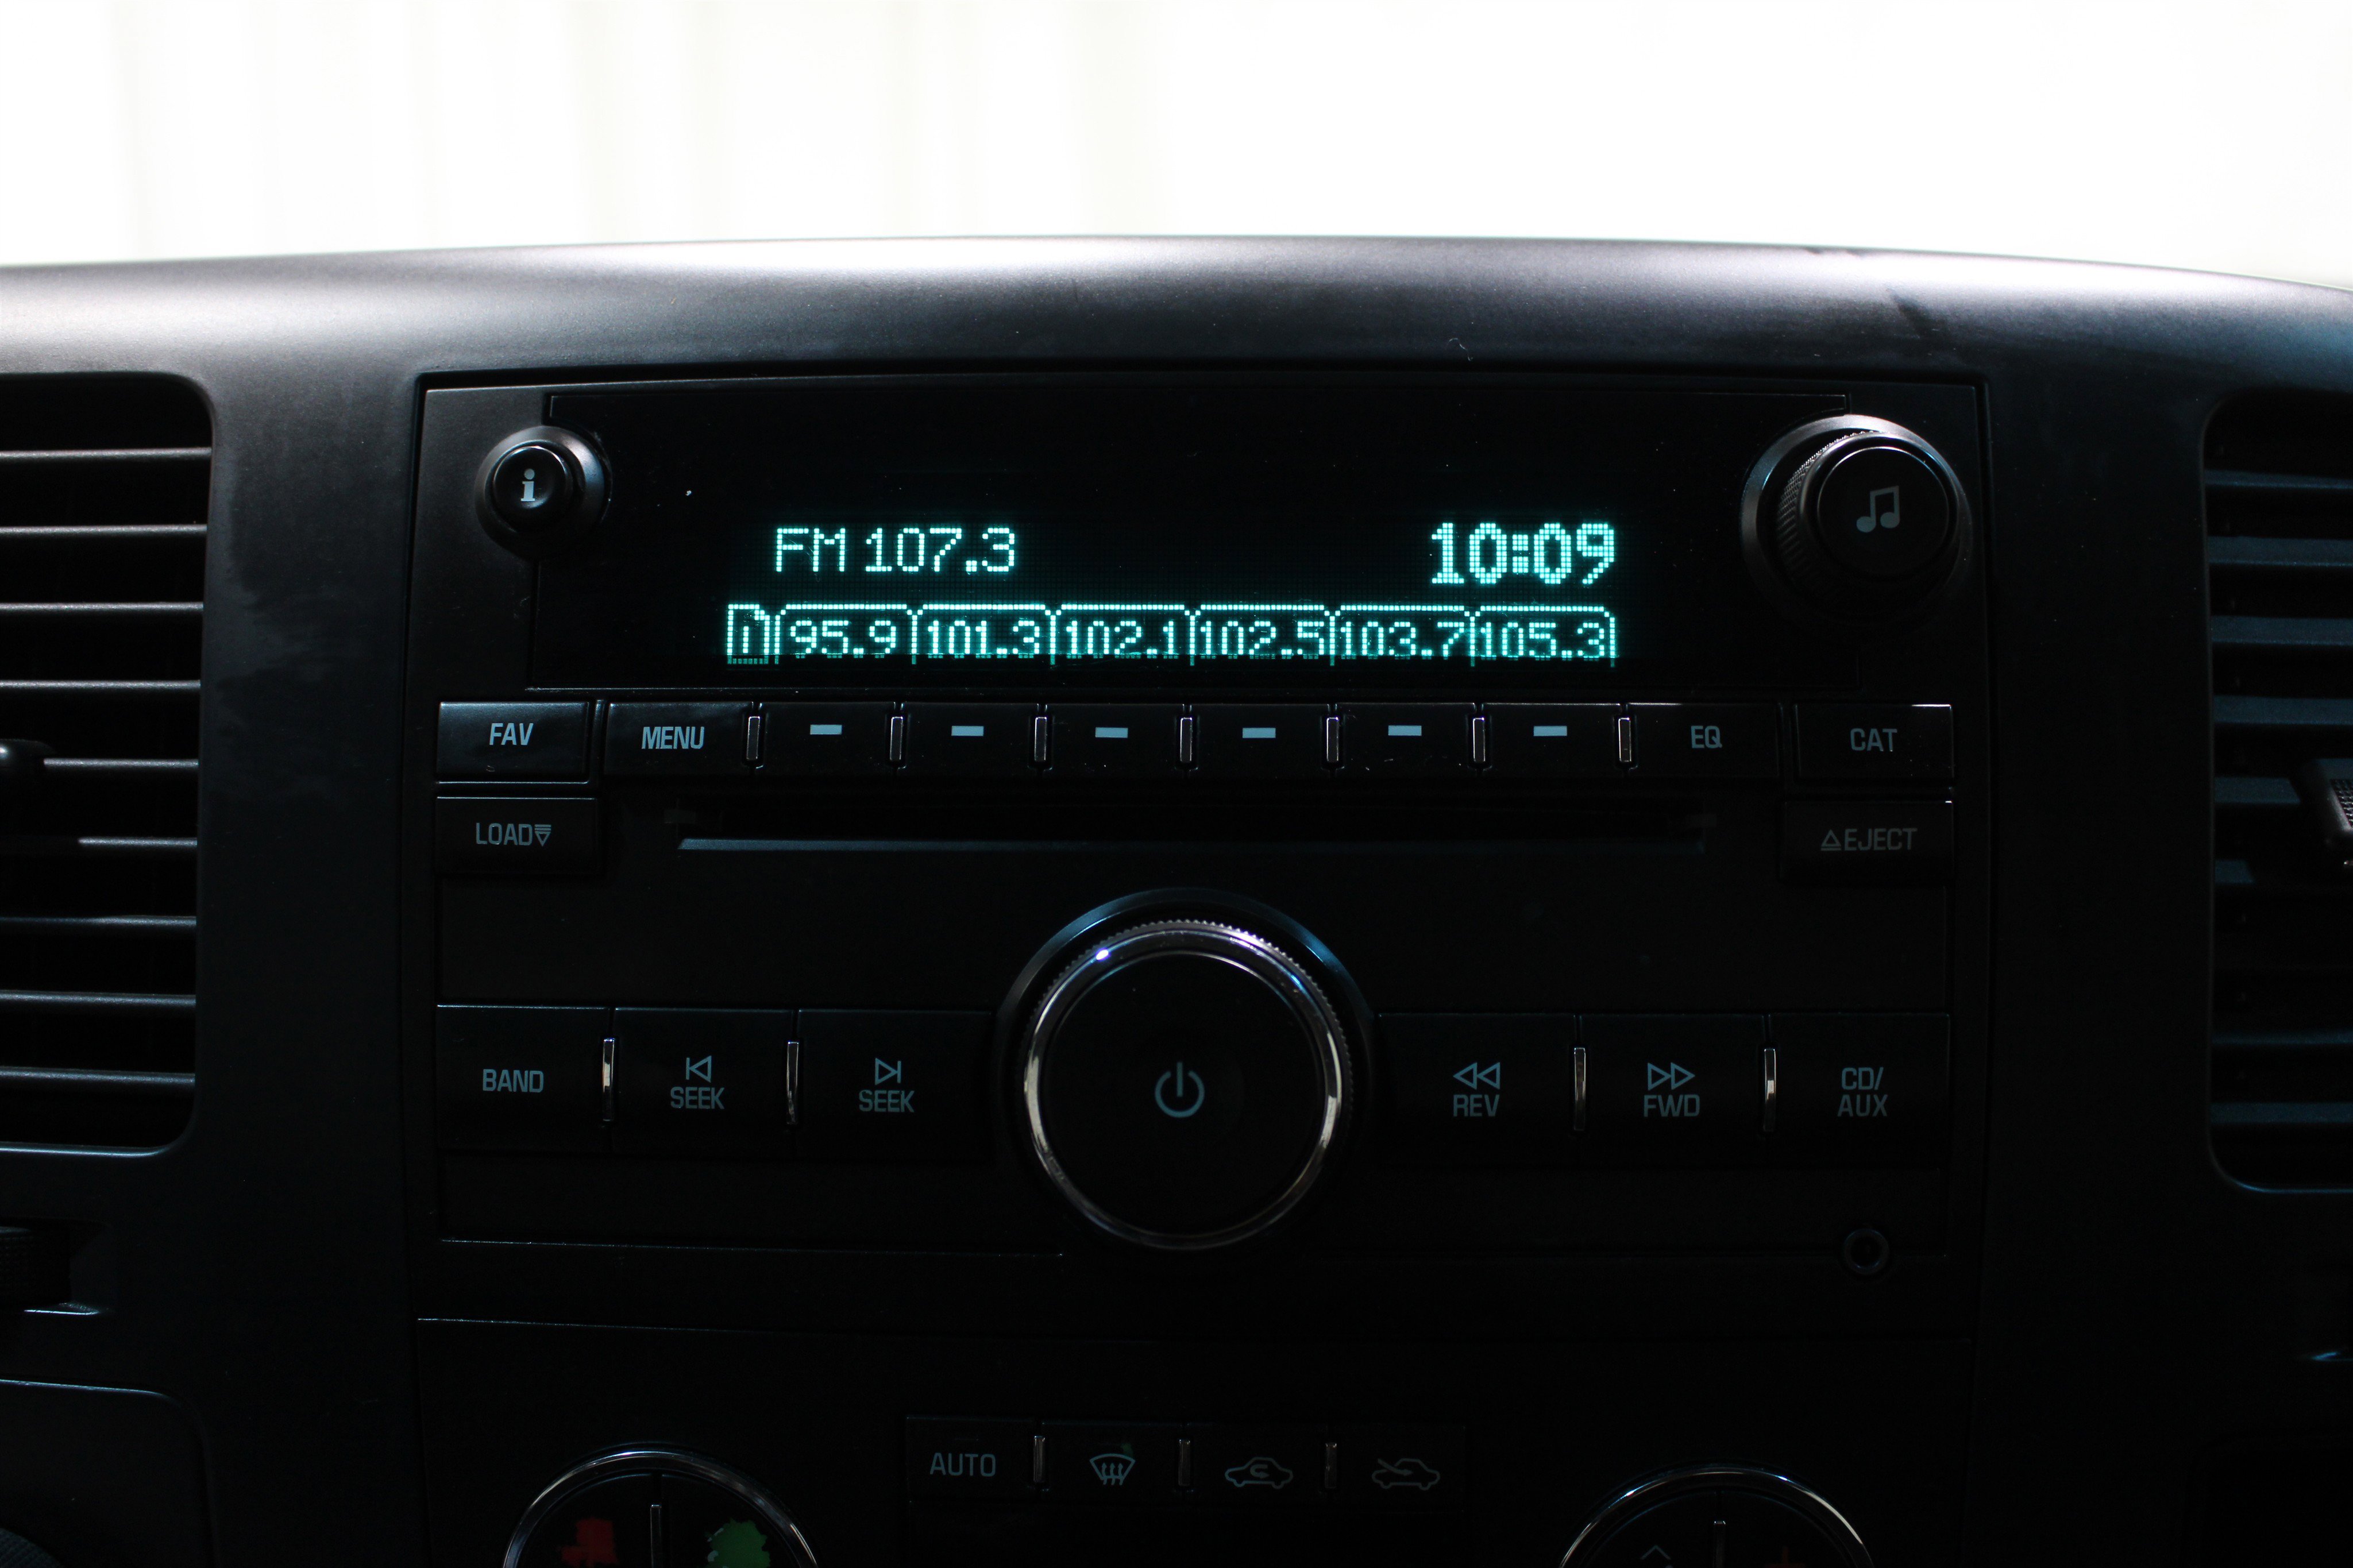 i
FM 107.3 10:09
95.9 101.3 102.1 102.5 103.7 105.3
FAV MENU EQ CAT
LOAD EJECT
BAND SEEK SEEK REV FWD CD/
AUX
AUTO